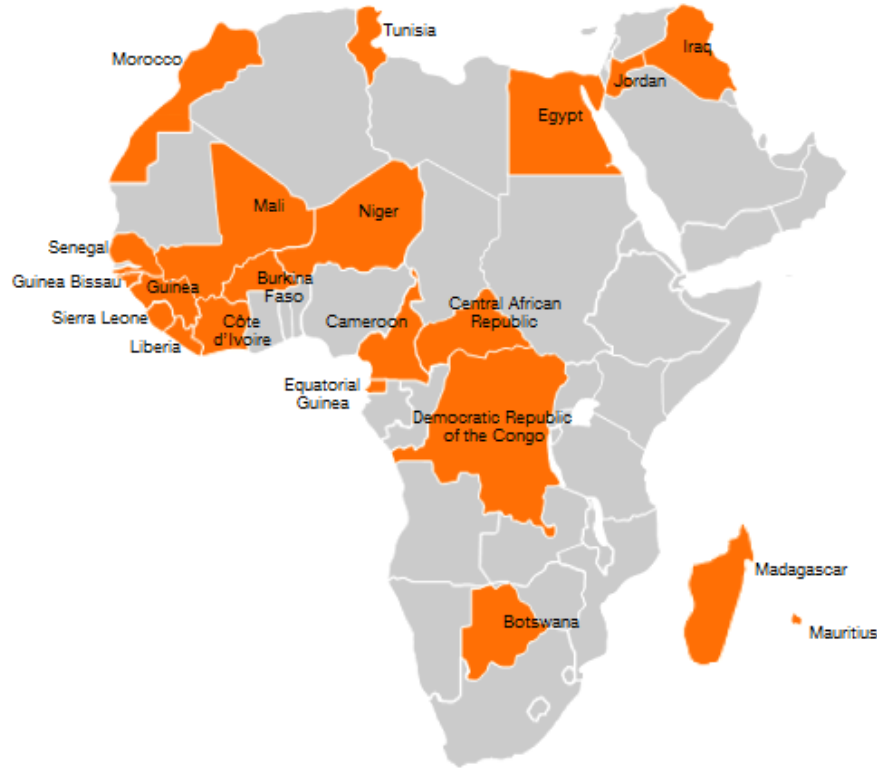 Tunisia
Iraq
Morocco
Jordan
Egypt
Mali
Niger
Senegal
Guinea Bissau
Guinea
Burkina
Faso
Central African
Republic
Sierra Leone
Côte
d'Ivoire
Cameroon
Liberia
Equatorial
Guinea
Democratic Republic
of the Congo
Madagascar
Botswana
Mauritius